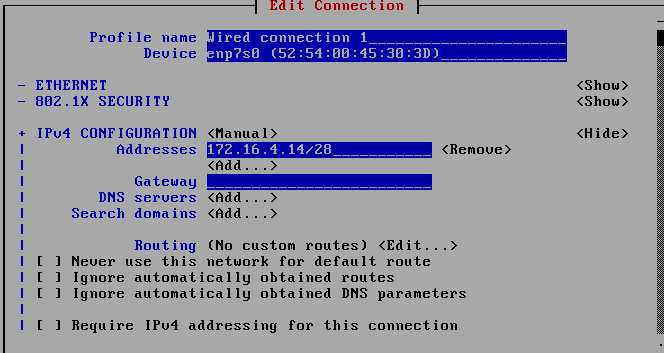 Edit Connection
Profile name Wired connection 1
Device enp7s0 (52:54:00:45:30:3D)
- ETHERNET <Show>
- 802.1X SECURITY <Show>
+ IPv4 CONFIGURATION <Manual> <Hide>
Addresses 172.16.4.14/28 <Remove>
<Add...>
Gateway
DNS servers <Add...>
Search domains <Add...>
Routing (No custom routes) <Edit...>
[ ] Never use this network for default route
[ ] Ignore automatically obtained routes
[ ] Ignore automatically obtained DNS parameters
[ ] Require IPv4 addressing for this connection